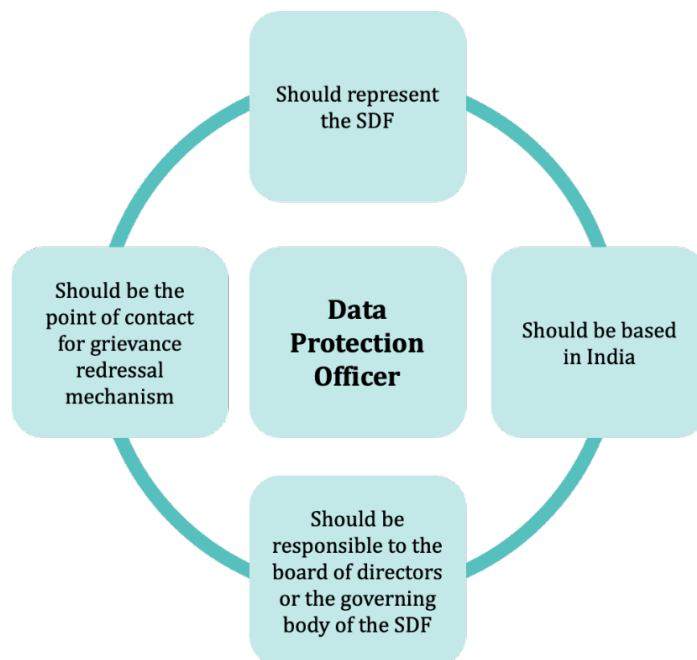 Should represent
the SDF
Should be the
point of contact
for grievance
redressal
mechanism
Data
Protection
Officer
Should be based
in India
Should be
responsible to the
board of directors
or the governing
body of the SDF